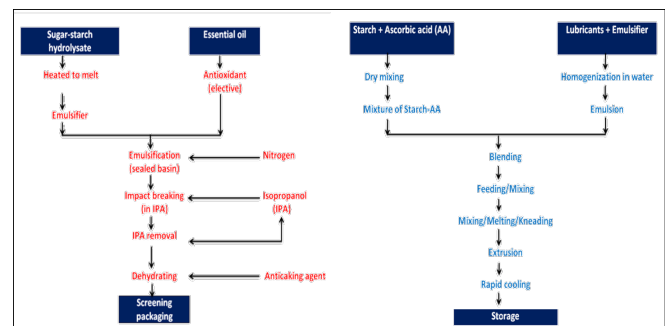 Sugar-starch
hydrolysate
Essential oil
Heated to melt
Antioxidant
(elective)
Emulsifier
Emulsification
(sealed basin)
Nitrogen
Impact breaking
(in IPA)
Isopropanol
(IPA)
IPA removal
Dehydrating
Anticaking agent
Screening
packaging
Starch + Ascorbic acid (AA)
Lubricants + Emulsifier
Dry mixing
Homogenization in water
Mixture of Starch-AA
Emulsion
Blending
Feeding/Mixing
Mixing/Melting/Kneading
Extrusion
Rapid cooling
Storage